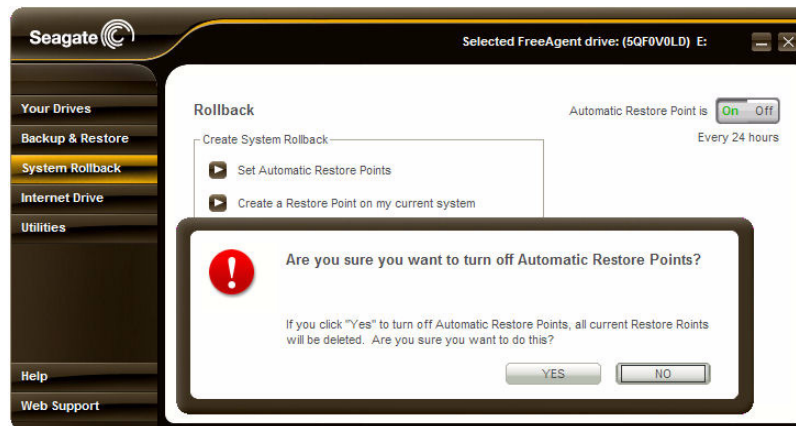 Seagate
Selected FreeAgent drive: (5QF0V0LD) E:
Your Drives
Backup & Restore
System Rollback
Internet Drive
Utilities
Help
Web Support
Rollback
Automatic Restore Point is On Off
Every 24 hours
Create System Rollback
Set Automatic Restore Points
Create a Restore Point on my current system
Are you sure you want to turn off Automatic Restore Points?
If you click "Yes" to turn off Automatic Restore Points, all current Restore Roints
will be deleted. Are you sure you want to do this?
YES NO